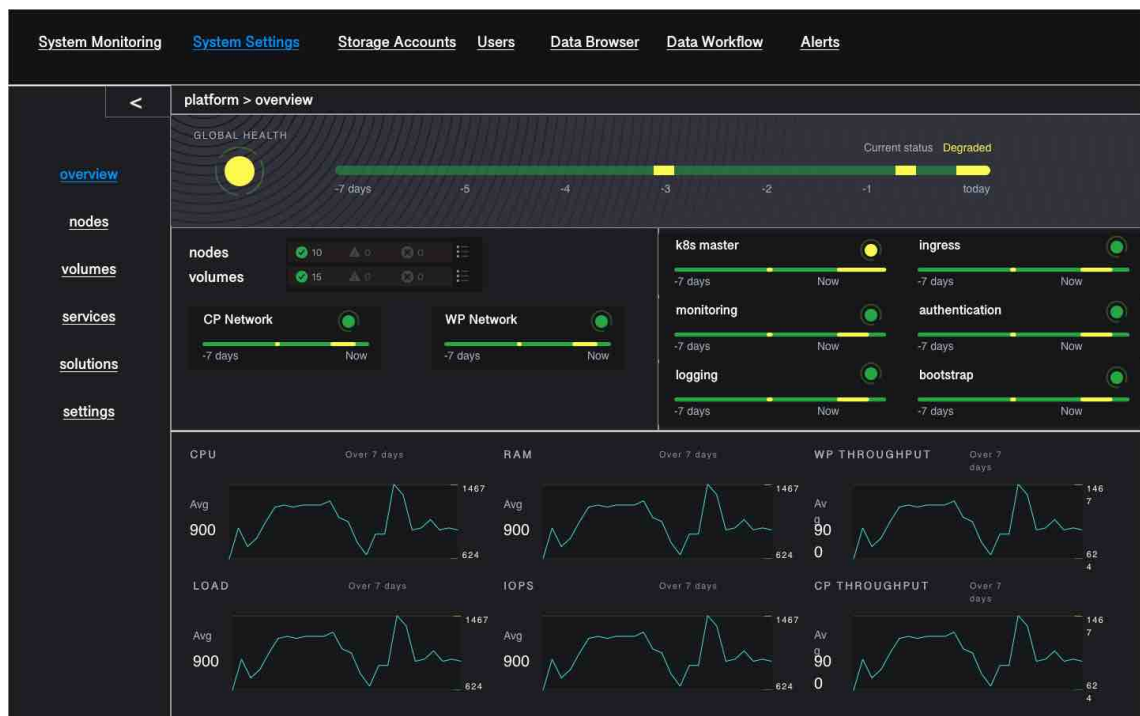 System Monitoring System Settings Storage Accounts Users Data Browser Data Workflow Alerts
<
platform > overview
overview
nodes
volumes
services
solutions
settings
GLOBAL HEALTH
Current status Degraded
-7 days -5 -4 -3 -2 -1 today
nodes 10 0 0
volumes 15 0 0
CP Network
-7 days Now
WP Network
-7 days Now
k8s master
-7 days Now
ingress
-7 days Now
monitoring
-7 days Now
authentication
-7 days Now
logging
-7 days Now
bootstrap
-7 days Now
CPU Over 7 days
1467
Avg
900
624
RAM Over 7 days
1467
Avg
900
624
WP THROUGHPUT Over 7
days
146
7
Av
g
90
0
62
4
LOAD Over 7 days
1467
Avg
900
624
IOPS Over 7 days
1467
Avg
900
624
CP THROUGHPUT Over 7
days
146
7
Av
g
90
0
62
4